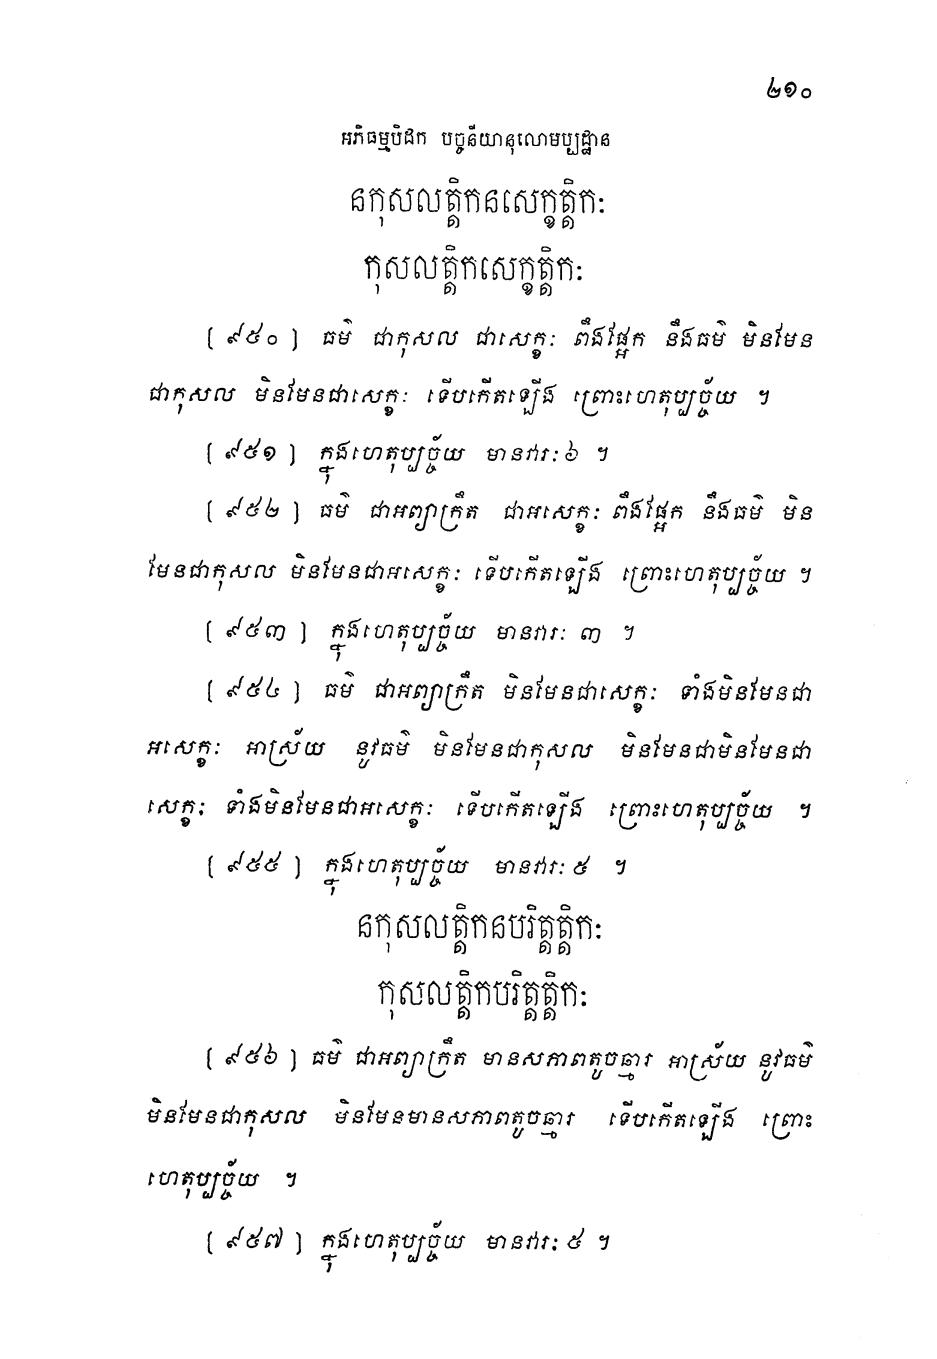 ២១០
អភិធម្មបិដក បច្ចនីយានុលោមប្បដ្ឋាន
នកុសលត្តិកនសេក្ខត្តិកៈ
កុសលត្តិកសេក្ខត្តិកៈ
[ ៩៥០ ] ធម៌ ជាកុសល ជាសេក្ខៈ ពឹងផ្អែក នឹងធម៌ មិនមែន
ជាកុសល មិនមែនជាសេក្ខៈ ទើបកើតឡើង ព្រោះហេតុប្បច្ច័យ ។
[ ៩៥១ ] ក្នុងហេតុប្បច្ច័យ មានវារៈ ៦ ។
[ ៩៥២ ] ធម៌ ជាអព្យាក្រឹត ជាអសេក្ខៈ ពឹងផ្អែក នឹងធម៌ មិន
មែនជាកុសល មិនមែនជាអសេក្ខៈ ទើបកើតឡើង ព្រោះហេតុប្បច្ច័យ ។
[ ៩៥៣ ] ក្នុងហេតុប្បច្ច័យ មានវារៈ ៣ ។
[ ៩៥៤ ] ធម៌ ជាអព្យាក្រឹត មិនមែនជាសេក្ខៈ ទាំងមិនមែនជា
អសេក្ខៈ អាស្រ័យ នូវធម៌ មិនមែនជាកុសល មិនមែនជាមិនមែនជា
សេក្ខៈ ទាំងមិនមែនជាអសេក្ខៈ ទើបកើតឡើង ព្រោះហេតុប្បច្ច័យ ។
[ ៩៥៥ ] ក្នុងហេតុប្បច្ច័យ មានវារៈ ៥ ។
នកុសលត្តិកនបរិត្តត្តិកៈ
កុសលត្តិកបរិត្តត្តិកៈ
[ ៩៥៦ ] ធម៌ ជាអព្យាក្រឹត មានសភាពតូចឆ្មារ អាស្រ័យ នូវធម៌
មិនមែនជាកុសល មិនមែនមានសភាពតូចឆ្មារ ទើបកើតឡើង ព្រោះ
ហេតុប្បច្ច័យ ។
[ ៩៥៧ ] ក្នុងហេតុប្បច្ច័យ មានវារៈ ៥ ។